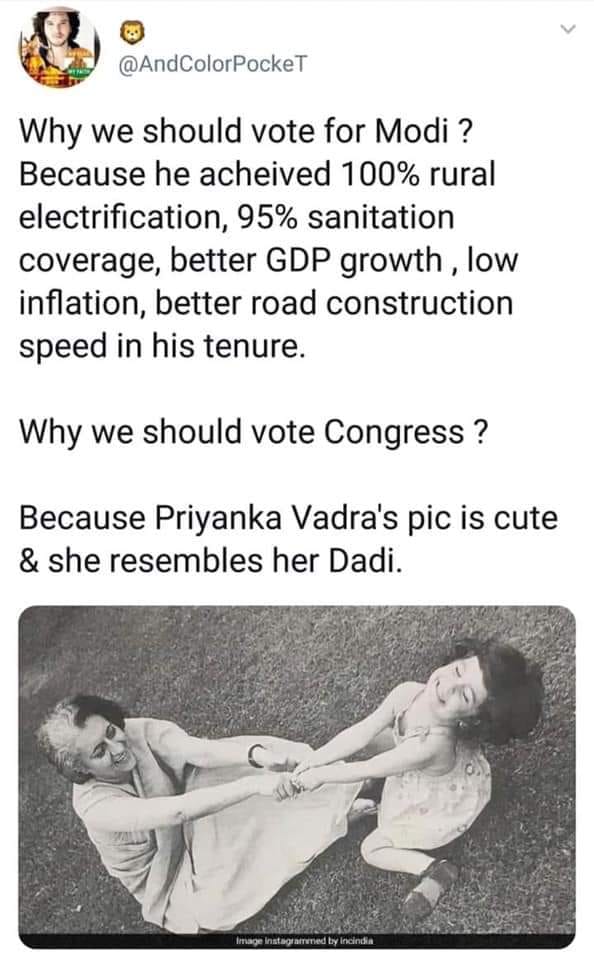 @AndColorPockeT
Why we should vote for Modi ?
Because he acheived 100% rural
electrification, 95% sanitation
coverage, better GDP growth , low
inflation, better road construction
speed in his tenure.
Why we should vote Congress ?
Because Priyanka Vadra's pic is cute
& she resembles her Dadi.
Image Instagrammed by incindia